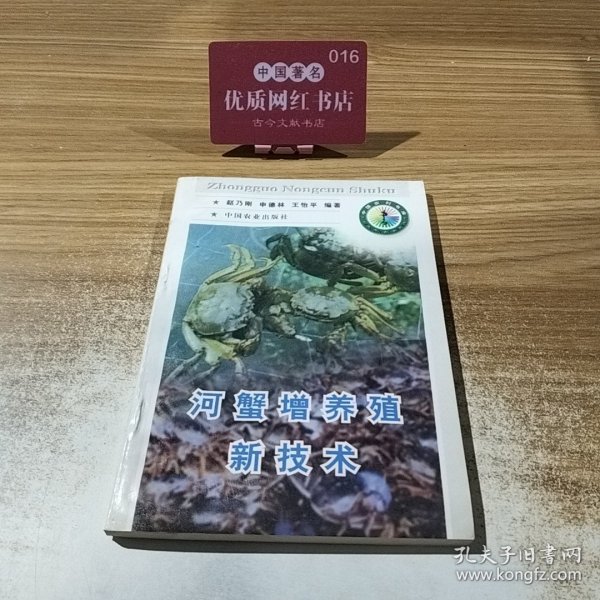 016
中国著名
优质网红书店
古今文献书店
Zhongguo Nongcun Shuku
★ 赵乃刚 申德林 王怡平 编著
★ 中国农业出版社
河蟹增养殖
新技术
孔夫子旧书网
www.kongfz.com